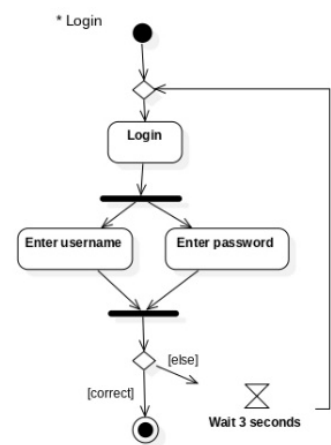 * Login
Login
Enter username
Enter password
[else]
[correct]
Wait 3 seconds